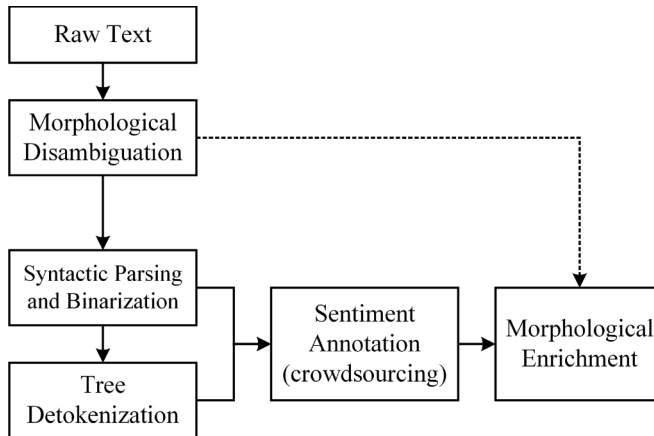 Raw Text
Morphological
Disambiguation
Syntactic Parsing
and Binarization
Tree
Detokenization
Sentiment
Annotation
(crowdsourcing)
Morphological
Enrichment